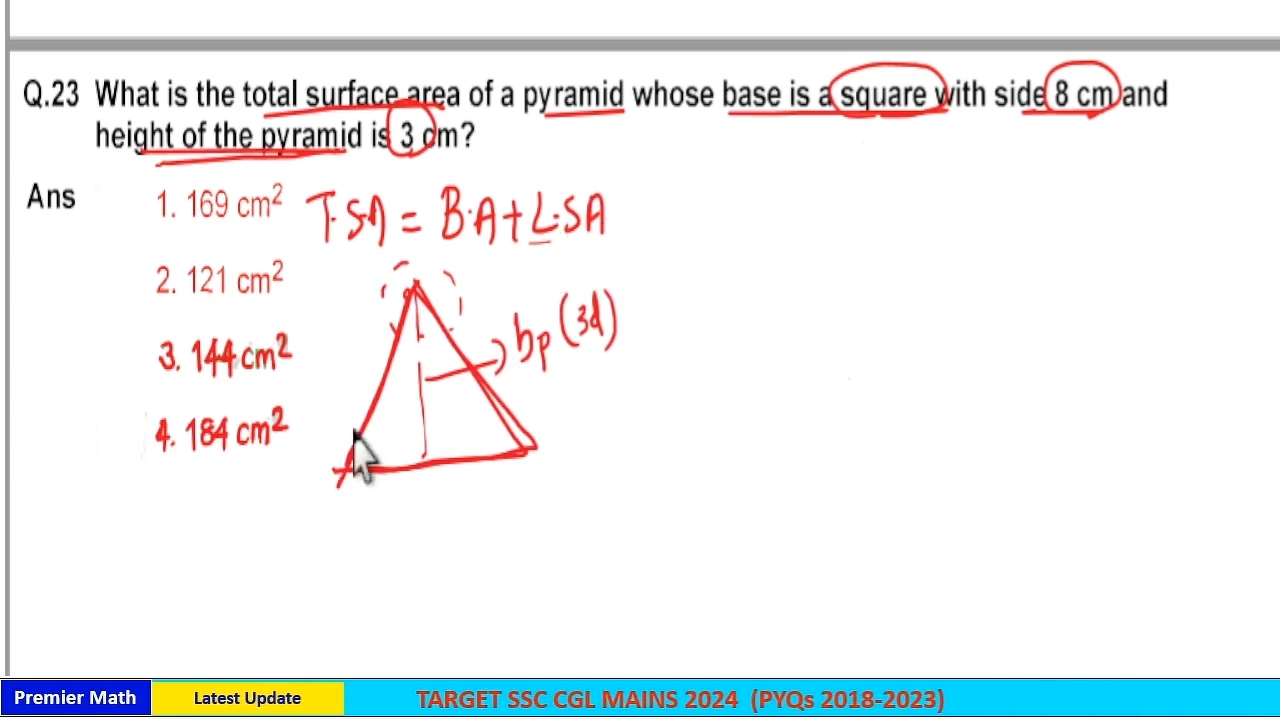 Q.23 What is the total surface area of a pyramid whose base is a square with side 8 cm and
height of the pyramid is 3 cm?
Ans
1. 169 cm²
T.S.A = B.A + L.SA
2. 121 cm²
hp (3d)
3. 144 cm²
4. 184 cm²
Premier Math
Latest Update
TARGET SSC CGL MAINS 2024 (PYQs 2018-2023)